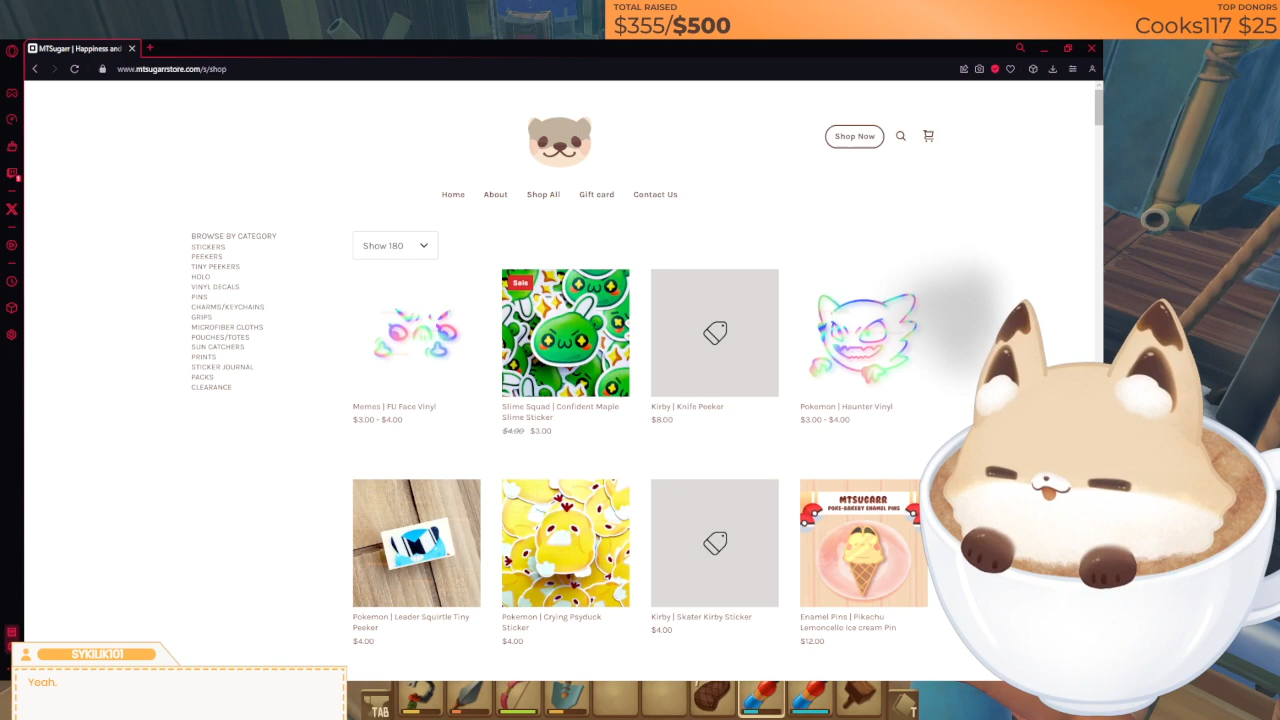 TOTAL RAISED
$355/$500
TOP DONORS
Cooks117 $25
MTSugarr | Happiness and
www.mtsugarrstore.com/s/shop
Shop Now
Home
About
Shop All
Gift card
Contact Us
BROWSE BY CATEGORY
STICKERS
PEEKERS
TINY PEEKERS
HOLO
VINYL DECALS
PINS
CHARMS/KEYCHAINS
GRIPS
MICROFIBER CLOTHS
POUCHES/TOTES
SUN CATCHERS
PRINTS
STICKER JOURNAL
PACKS
CLEARANCE
Show 180
Sale
Memes | FU Face Vinyl
$3.00 - $4.00
Slime Squad | Confident Maple
Slime Sticker
$4.00 $3.00
Kirby | Knife Peeker
$8.00
Pokemon | Haunter Vinyl
$3.00 - $4.00
Pokemon | Leader Squirtle Tiny
Peeker
$4.00
Pokemon | Crying Psyduck
Sticker
$4.00
Kirby | Skater Kirby Sticker
$4.00
MTSUGARR
POKE-BAKERY ENAMEL PINS
Enamel Pins | Pikachu
Lemoncello Ice cream Pin
$12.00
SYKILIK101
Yeah.
TAB
T